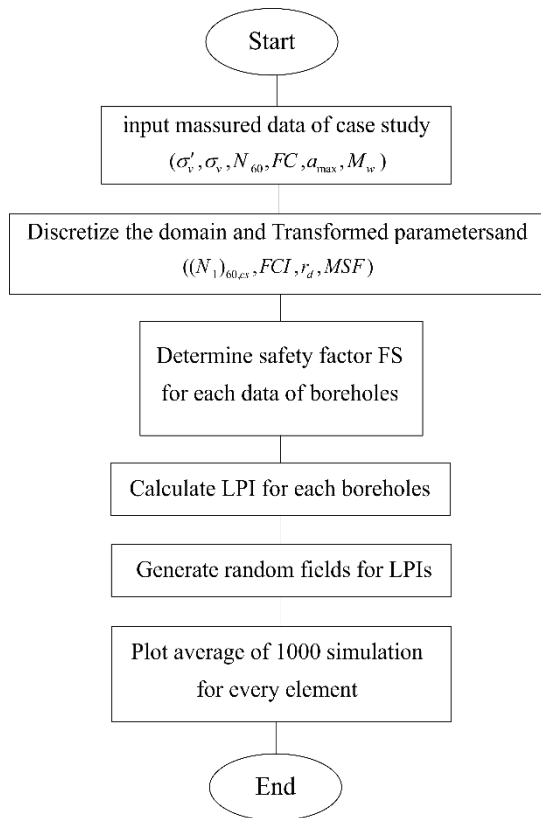 Start
input massured data of case study
(σ′v, σv, N60, FC, amax, Mw)
Discretize the domain and Transformed parametersand
((N1)60,cs, FCI, rd, MSF)
Determine safety factor FS
for each data of boreholes
Calculate LPI for each boreholes
Generate random fields for LPIs
Plot average of 1000 simulation
for every element
End